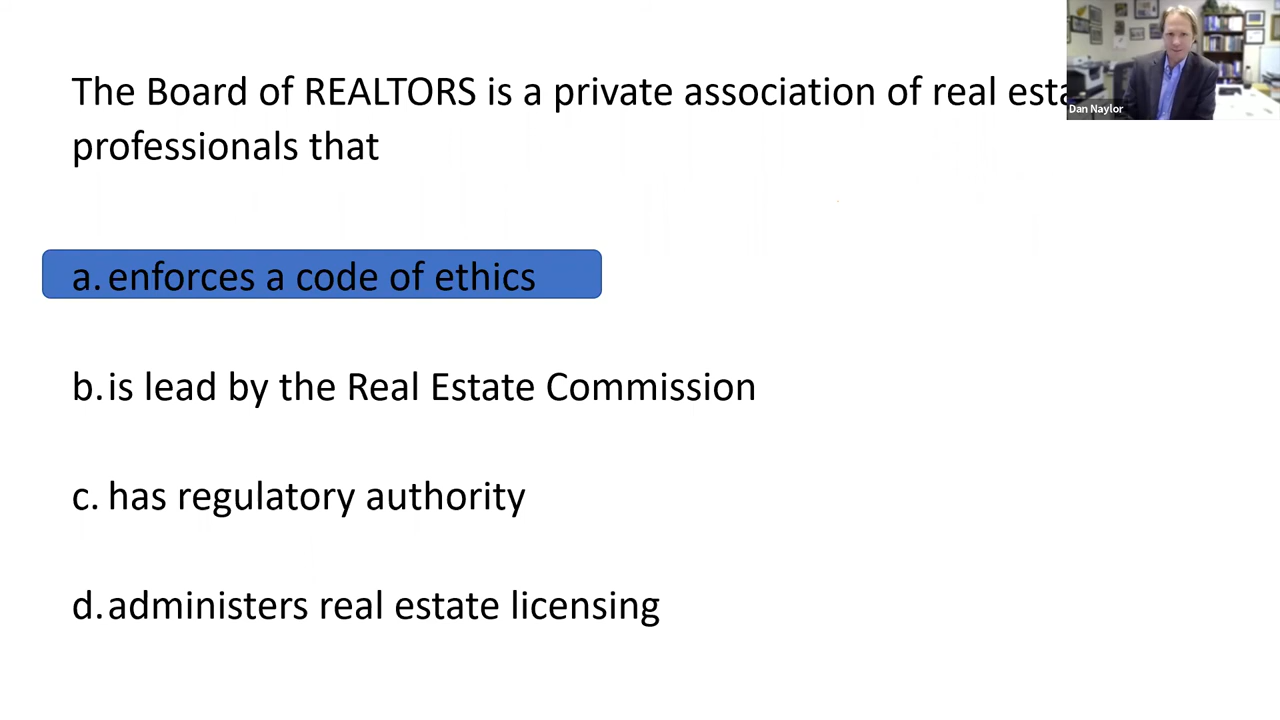 The Board of REALTORS is a private association of real
professionals that
Dan Naylor
a. enforces a code of ethics
b. is lead by the Real Estate Commission
c. has regulatory authority
d. administers real estate licensing